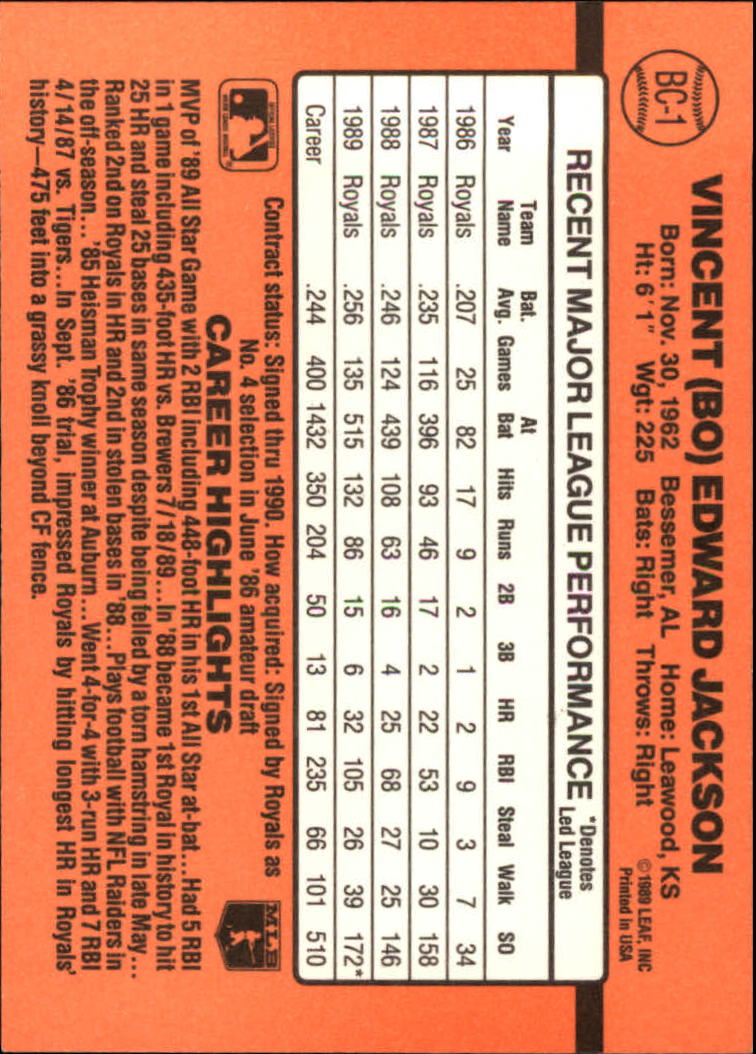 BC-1
VINCENT (BO) EDWARD JACKSON
Born: Nov. 30, 1962 Bessemer, AL Home: Leawood, KS
Ht: 6'1" Wgt: 225 Bats: Right Throws: Right
©1989 LEAF, INC
Printed in USA
RECENT MAJOR LEAGUE PERFORMANCE *Denotes Led League
Year Team Name Bat. Avg. Games At Bat Hits Runs 2B 3B HR RBI Steal Walk SO
1986 Royals .207 25 82 17 9 2 1 2 9 3 7 34
1987 Royals .235 116 396 93 46 17 2 22 53 10 30 158
1988 Royals .246 124 439 108 63 16 4 25 68 27 25 146
1989 Royals .256 135 515 132 86 15 6 32 105 26 39 172*
Career .244 400 1432 350 204 50 13 81 235 66 101 510
Contract status: Signed thru 1990. How acquired: Signed by Royals as
No. 4 selection in June '86 amateur draft
MLB
CAREER HIGHLIGHTS
MVP of '89 All Star Game with 2 RBI including 448-foot HR in his 1st All Star at-bat...Had 5 RBI
in 1 game including 435-foot HR vs. Brewers 7/18/89...In '88 became 1st Royal in history to hit
25 HR and steal 25 bases in same season despite being felled by a torn hamstring in late May...
Ranked 2nd on Royals in HR and 2nd in stolen bases in '88...Plays football with NFL Raiders in
the off-season...'85 Heisman Trophy winner at Auburn...Went 4-for-4 with 3-run HR and 7 RBI
4/14/87 vs. Tigers...In Sept. '86 trial, impressed Royals by hitting longest HR in Royals'
history—475 feet into a grassy knoll beyond CF fence.